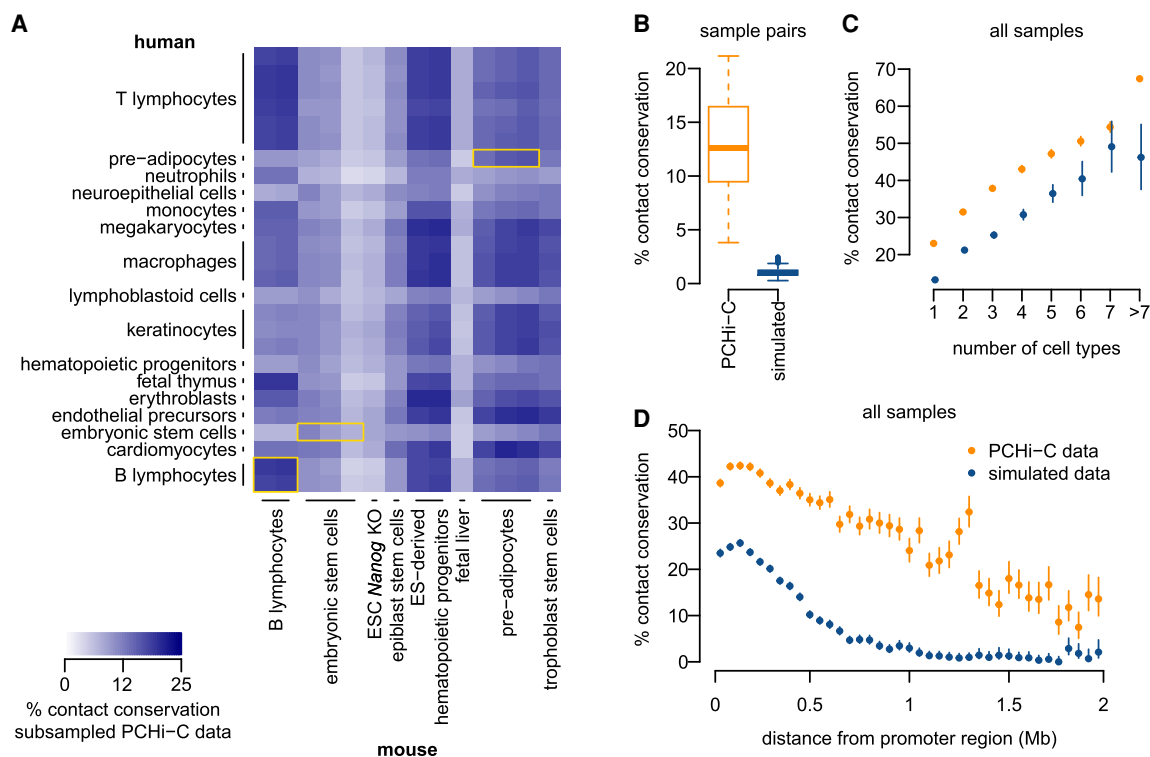 A
human
T lymphocytes
pre−adipocytes
neutrophils
neuroepithelial cells
monocytes
megakaryocytes
macrophages
lymphoblastoid cells
keratinocytes
hematopoietic progenitors
fetal thymus
erythroblasts
endothelial precursors
embryonic stem cells
cardiomyocytes
B lymphocytes
B lymphocytes
embryonic stem cells
ESC Nanog KO
epiblast stem cells
ES−derived
hematopoietic progenitors
fetal liver
pre−adipocytes
trophoblast stem cells
mouse
0 12 25
% contact conservation
subsampled PCHi−C data
B
sample pairs
% contact conservation
20
15
10
5
0
PCHi−C
simulated
C
all samples
% contact conservation
70
60
50
40
30
20
1 2 3 4 5 6 7 >7
number of cell types
D
all samples
% contact conservation
50
40
30
20
10
0
PCHi−C data
simulated data
0 0.5 1 1.5 2
distance from promoter region (Mb)